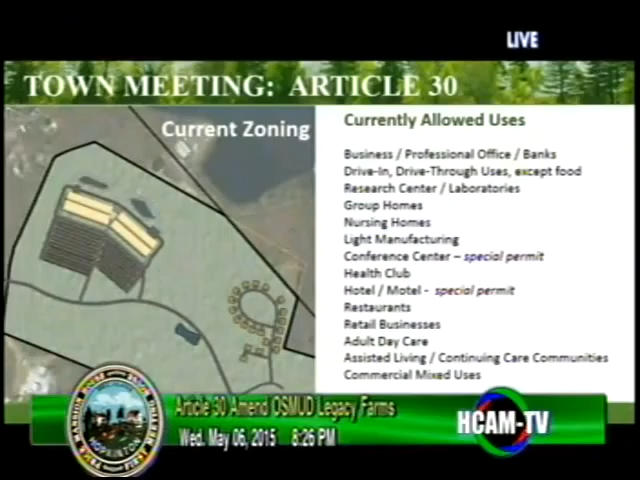 LIVE
TOWN MEETING: ARTICLE 30
Current Zoning
Currently Allowed Uses
Business / Professional Office / Banks
Drive-In, Drive-Through Uses, except food
Research Center / Laboratories
Group Homes
Nursing Homes
Light Manufacturing
Conference Center – special permit
Health Club
Hotel / Motel - special permit
Restaurants
Retail Businesses
Adult Day Care
Assisted Living / Continuing Care Communities
Commercial Mixed Uses
Article 30 Amend OSMUD Legacy Farms
Wed. May 06, 2015 8:26 PM
HCAM-TV
HOPKINTON